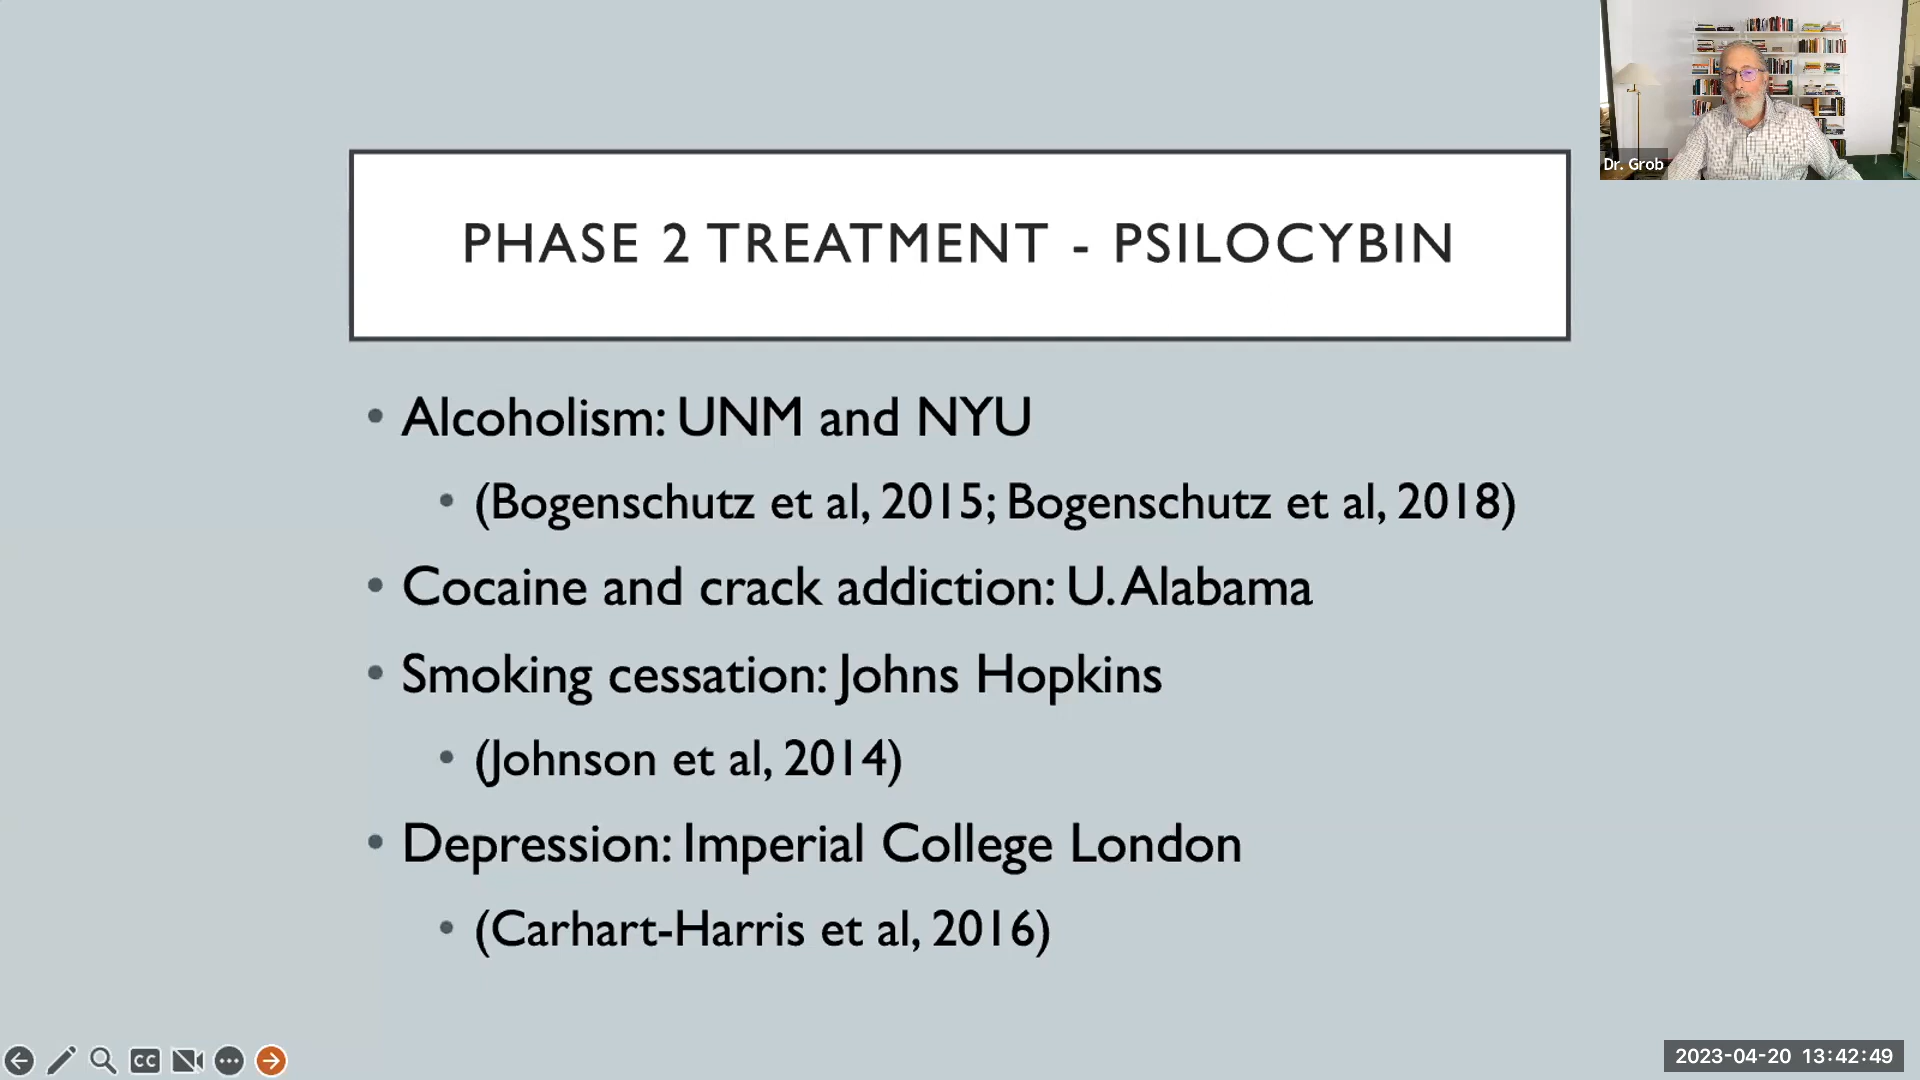 Dr. Grob
PHASE 2 TREATMENT - PSILOCYBIN
• Alcoholism: UNM and NYU
• (Bogenschutz et al, 2015; Bogenschutz et al, 2018)
• Cocaine and crack addiction: U. Alabama
• Smoking cessation: Johns Hopkins
• (Johnson et al, 2014)
• Depression: Imperial College London
• (Carhart-Harris et al, 2016)
CC
2023-04-20 13:42:49